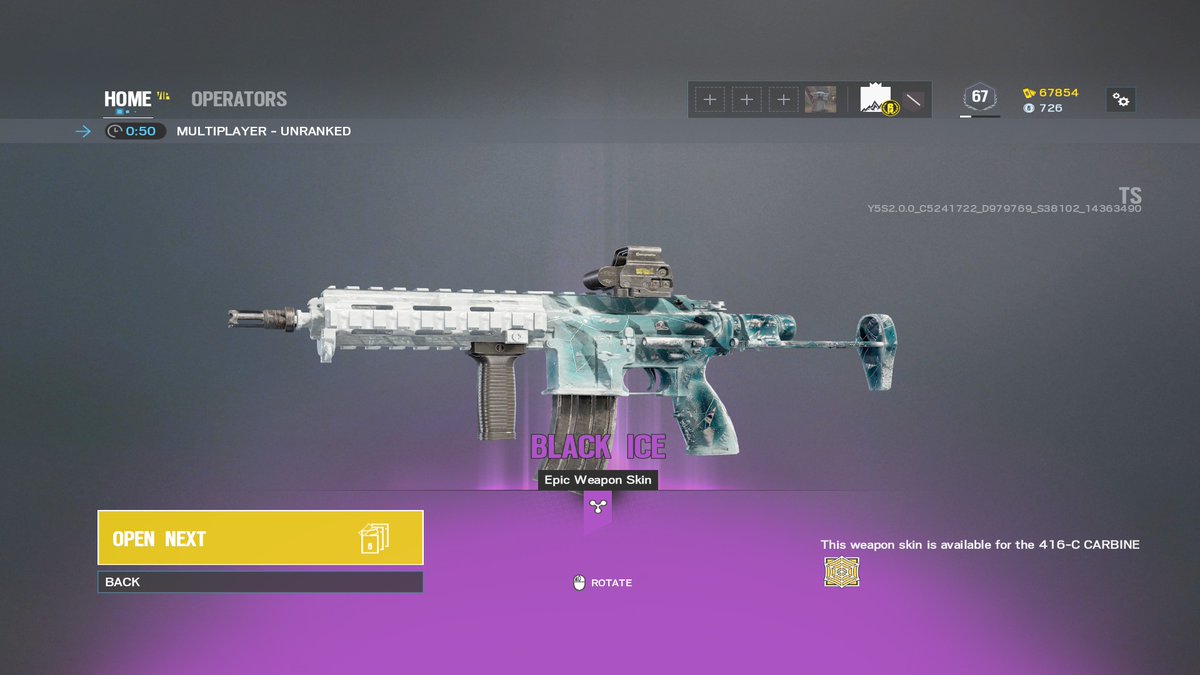 HOME
OPERATORS
67
67854
726
0:50
MULTIPLAYER - UNRANKED
TS
Y5S2.0.0_C5241722_D979769_S38102_14363490
BLACK ICE
Epic Weapon Skin
OPEN NEXT
0
BACK
ROTATE
This weapon skin is available for the 416-C CARBINE